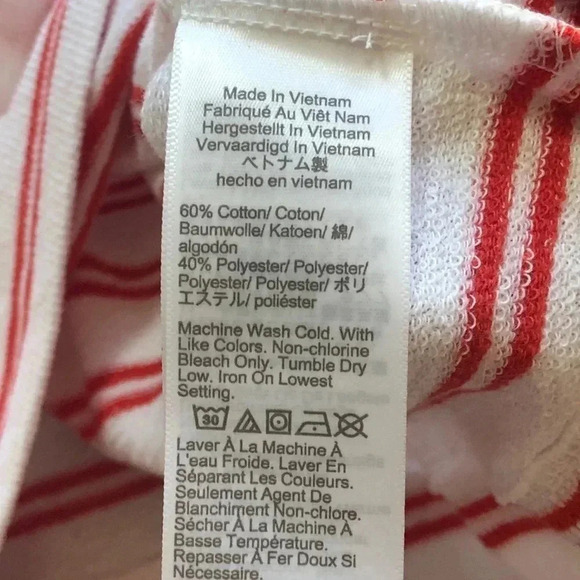 Made In Vietnam
Fabriqué Au Viêt Nam
Hergestellt In Vietnam
Vervaardigd In Vietnam
ベトナム製
hecho en vietnam
60% Cotton/ Coton/
Baumwolle/ Katoen/ 綿/
algodón
40% Polyester/ Polyester/
Polyester/ Polyester/ ポリ
エステル/ poliéster
Machine Wash Cold. With
Like Colors. Non-chlorine
Bleach Only. Tumble Dry
Low. Iron On Lowest
Setting.
30
Laver À La Machine À
L'eau Froide. Laver En
Séparant Les Couleurs.
Seulement Agent De
Blanchiment Non-chlore.
Sécher À La Machine À
Basse Température.
Repasser À Fer Doux Si
Nécessaire.